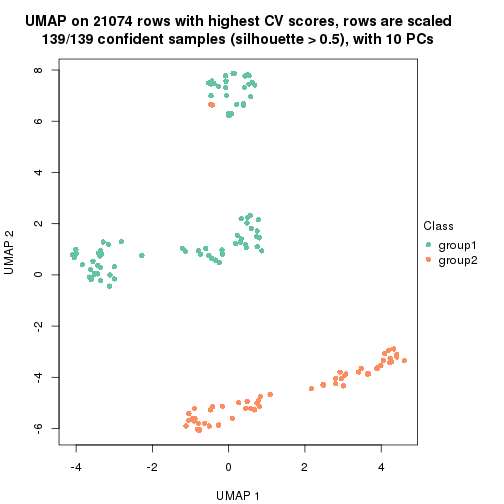 UMAP on 21074 rows with highest CV scores, rows are scaled
139/139 confident samples (silhouette > 0.5), with 10 PCs
8
6
4
2
0
-2
-4
-6
UMAP 2
-4
-2
0
2
4
UMAP 1
Class
group1
group2